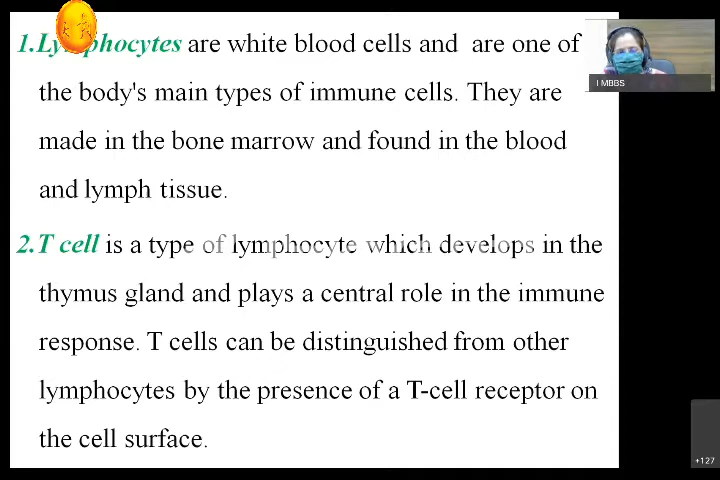 1.Lymphocytes are white blood cells and are one of
the body's main types of immune cells. They are
made in the bone marrow and found in the blood
and lymph tissue.
2.T cell is a type of lymphocyte which develops in the
thymus gland and plays a central role in the immune
response. T cells can be distinguished from other
lymphocytes by the presence of a T-cell receptor on
the cell surface.
I MBBS
+127